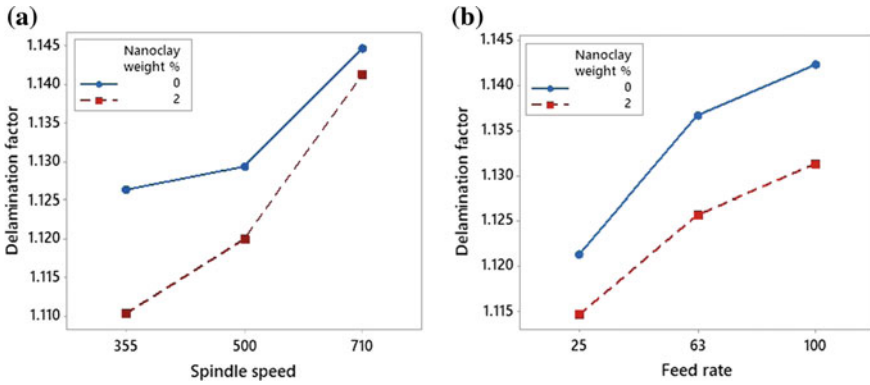 (a)
Nanoclay
weight %
0
2
1.145
1.140
1.135
1.130
1.125
1.120
1.115
1.110
Delamination factor
355
500
710
Spindle speed
(b)
Nanoclay
weight %
0
2
1.145
1.140
1.135
1.130
1.125
1.120
1.115
Delamination factor
25
63
100
Feed rate